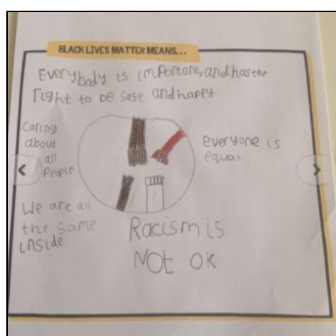 BLACK LIVES MATTER MEANS...
Everybody is important, and has the
right to be safe and happy
Caring
about
all
People
everyone is
equal
We are all
the same
inside
Racism is
Not ok